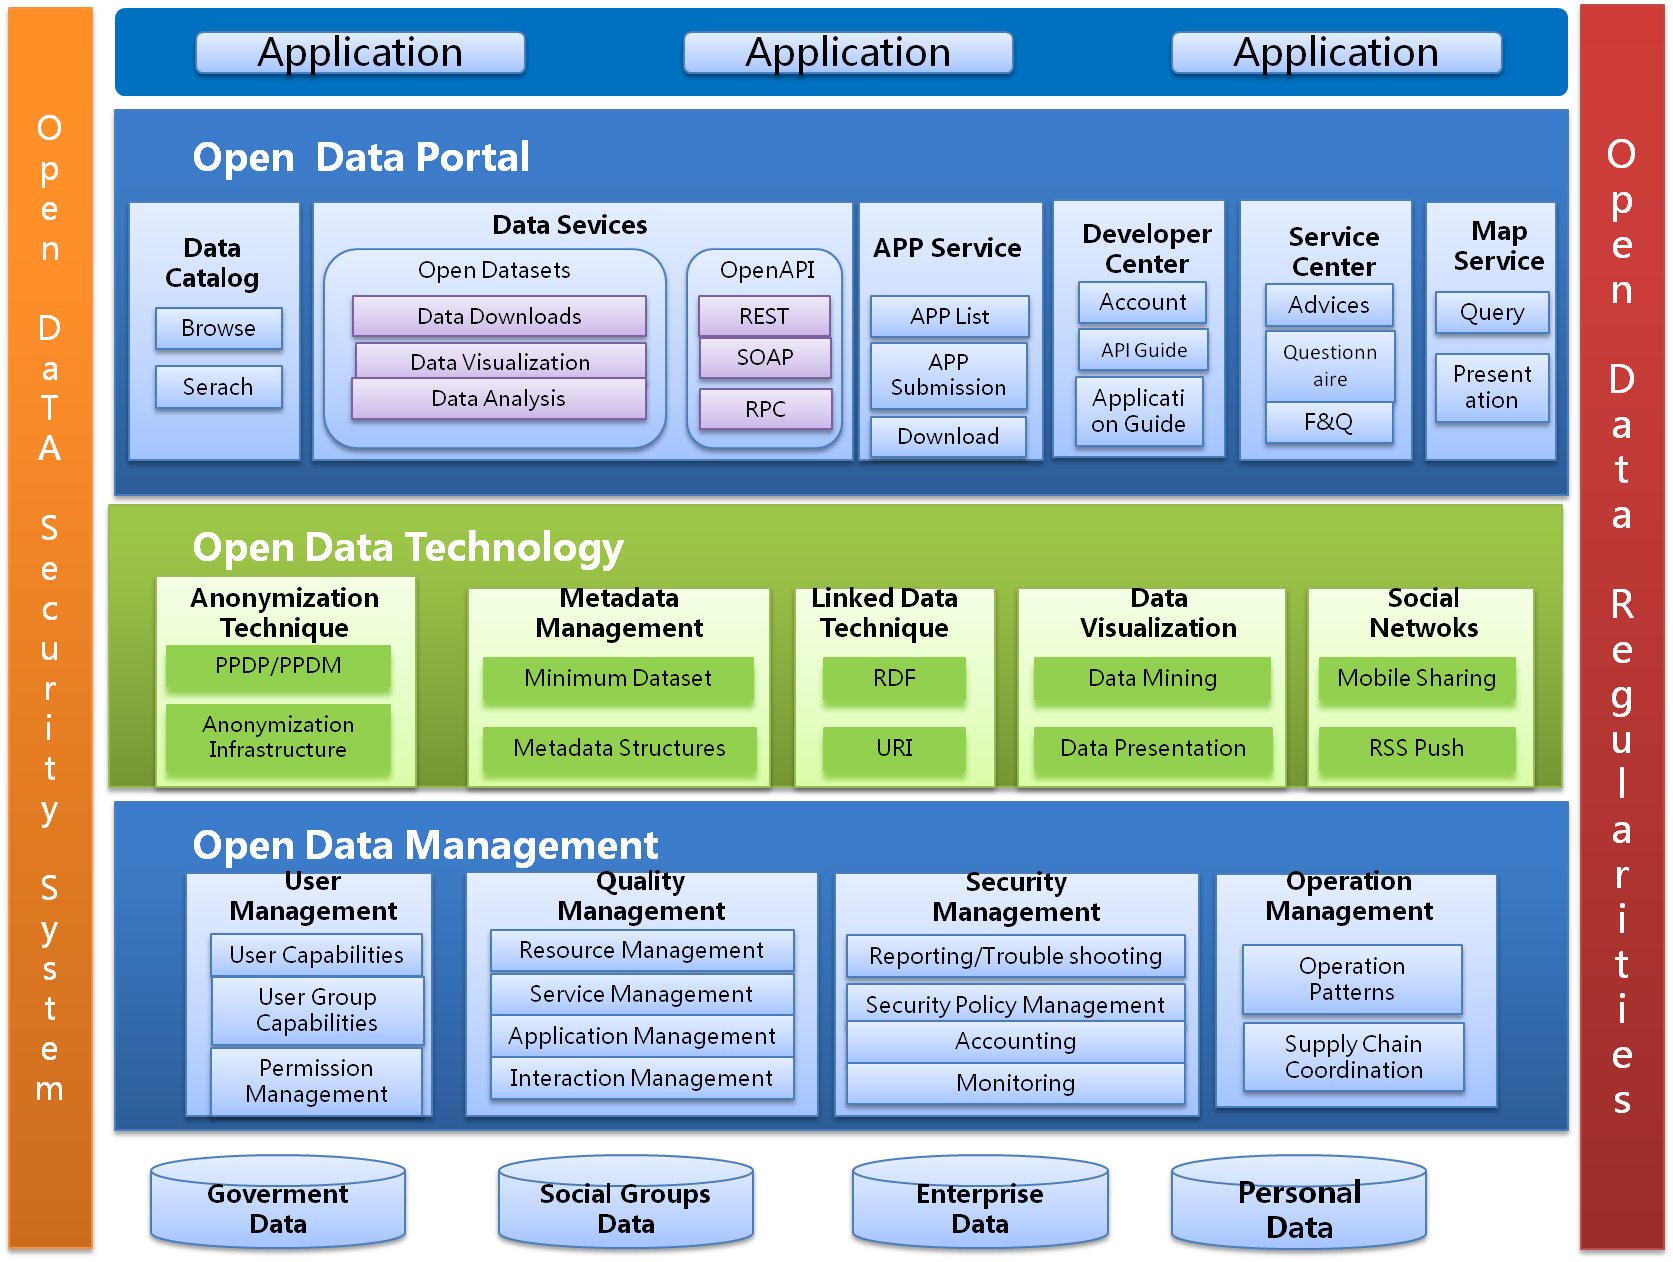 Open DaTA Security System
Application
Application
Application
Open Data Portal
Data
Catalog
Browse
Serach
Data Sevices
Open Datasets
Data Downloads
Data Visualization
Data Analysis
OpenAPI
REST
SOAP
RPC
APP Service
APP List
APP
Submission
Download
Developer
Center
Account
API Guide
Applicati
on Guide
Service
Center
Advices
Questionn
aire
F&Q
Map
Service
Query
Present
ation
Open Data Technology
Anonymization
Technique
PPDP/PPDM
Anonymization
Infrastructure
Metadata
Management
Minimum Dataset
Metadata Structures
Linked Data
Technique
RDF
URI
Data
Visualization
Data Mining
Data Presentation
Social
Netwoks
Mobile Sharing
RSS Push
Open Data Management
User
Management
User Capabilities
User Group
Capabilities
Permission
Management
Quality
Management
Resource Management
Service Management
Application Management
Interaction Management
Security
Management
Reporting/Trouble shooting
Security Policy Management
Accounting
Monitoring
Operation
Management
Operation
Patterns
Supply Chain
Coordination
Goverment
Data
Social Groups
Data
Enterprise
Data
Personal
Data
Open Data Regularities